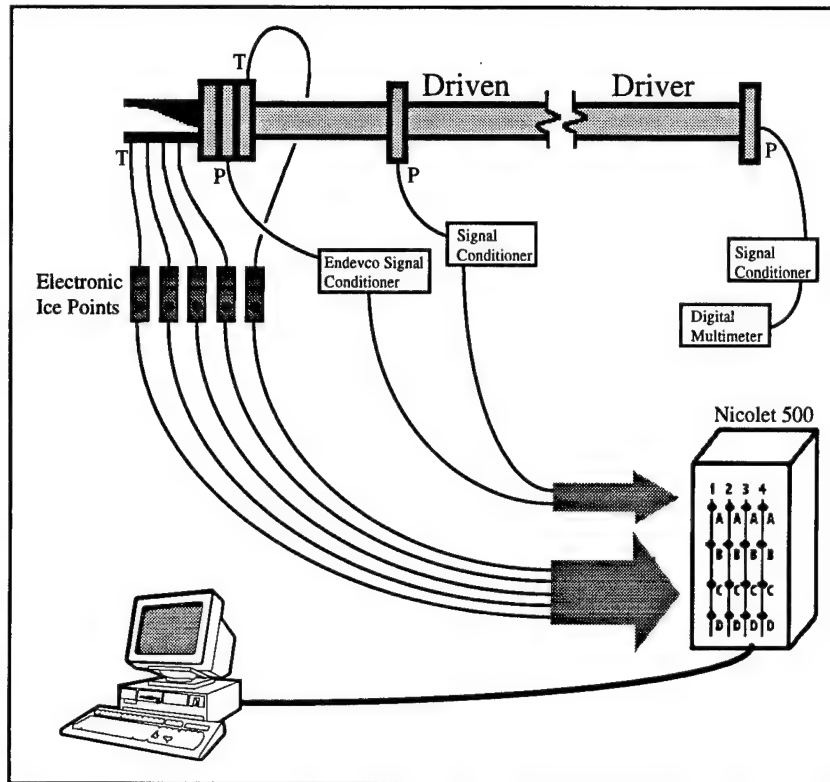 T
Driven
Driver
T
P
P
P
Signal
Conditioner
Endevco Signal
Conditioner
Signal
Conditioner
Electronic
Ice Points
Digital
Multimeter
Nicolet 500
1 2 3 4
A A A A
B B B B
C C C C
D D D D